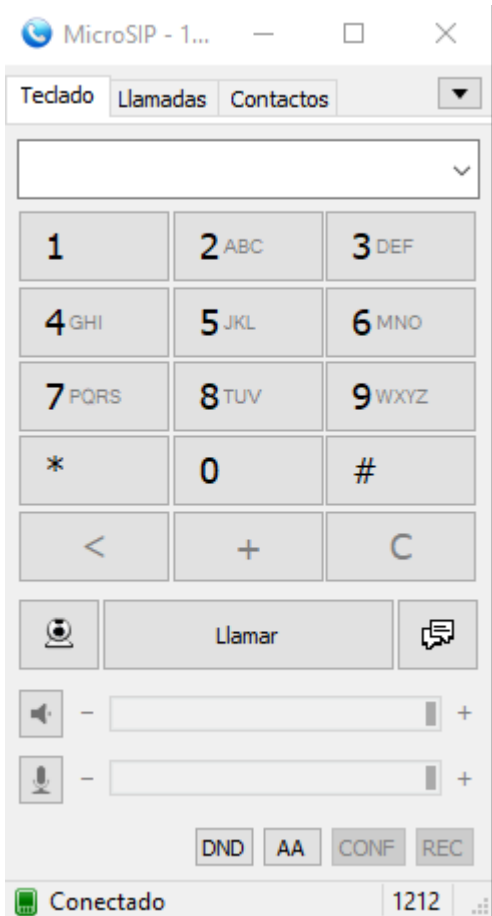 MicroSIP - 1...
Teclado Llamadas Contactos
1 2 ABC 3 DEF
4 GHI 5 JKL 6 MNO
7 PQRS 8 TUV 9 WXYZ
* 0 #
< + C
Llamar
- +
- +
DND AA CONF REC
Conectado 1212